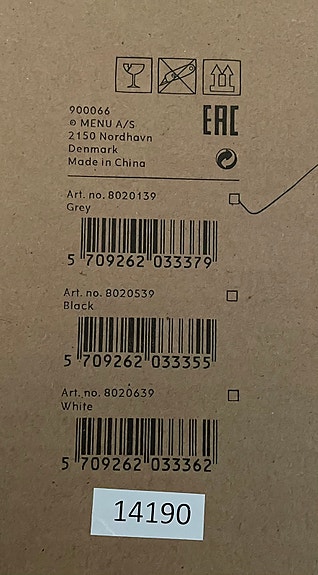 EAC
900066
© MENU A/S
2150 Nordhavn
Denmark
Made in China
Art. no. 8020139
Grey
5 709262 033379
Art. no. 8020539
Black
5 709262 033355
Art. no. 8020639
White
5 709262 033362
14190